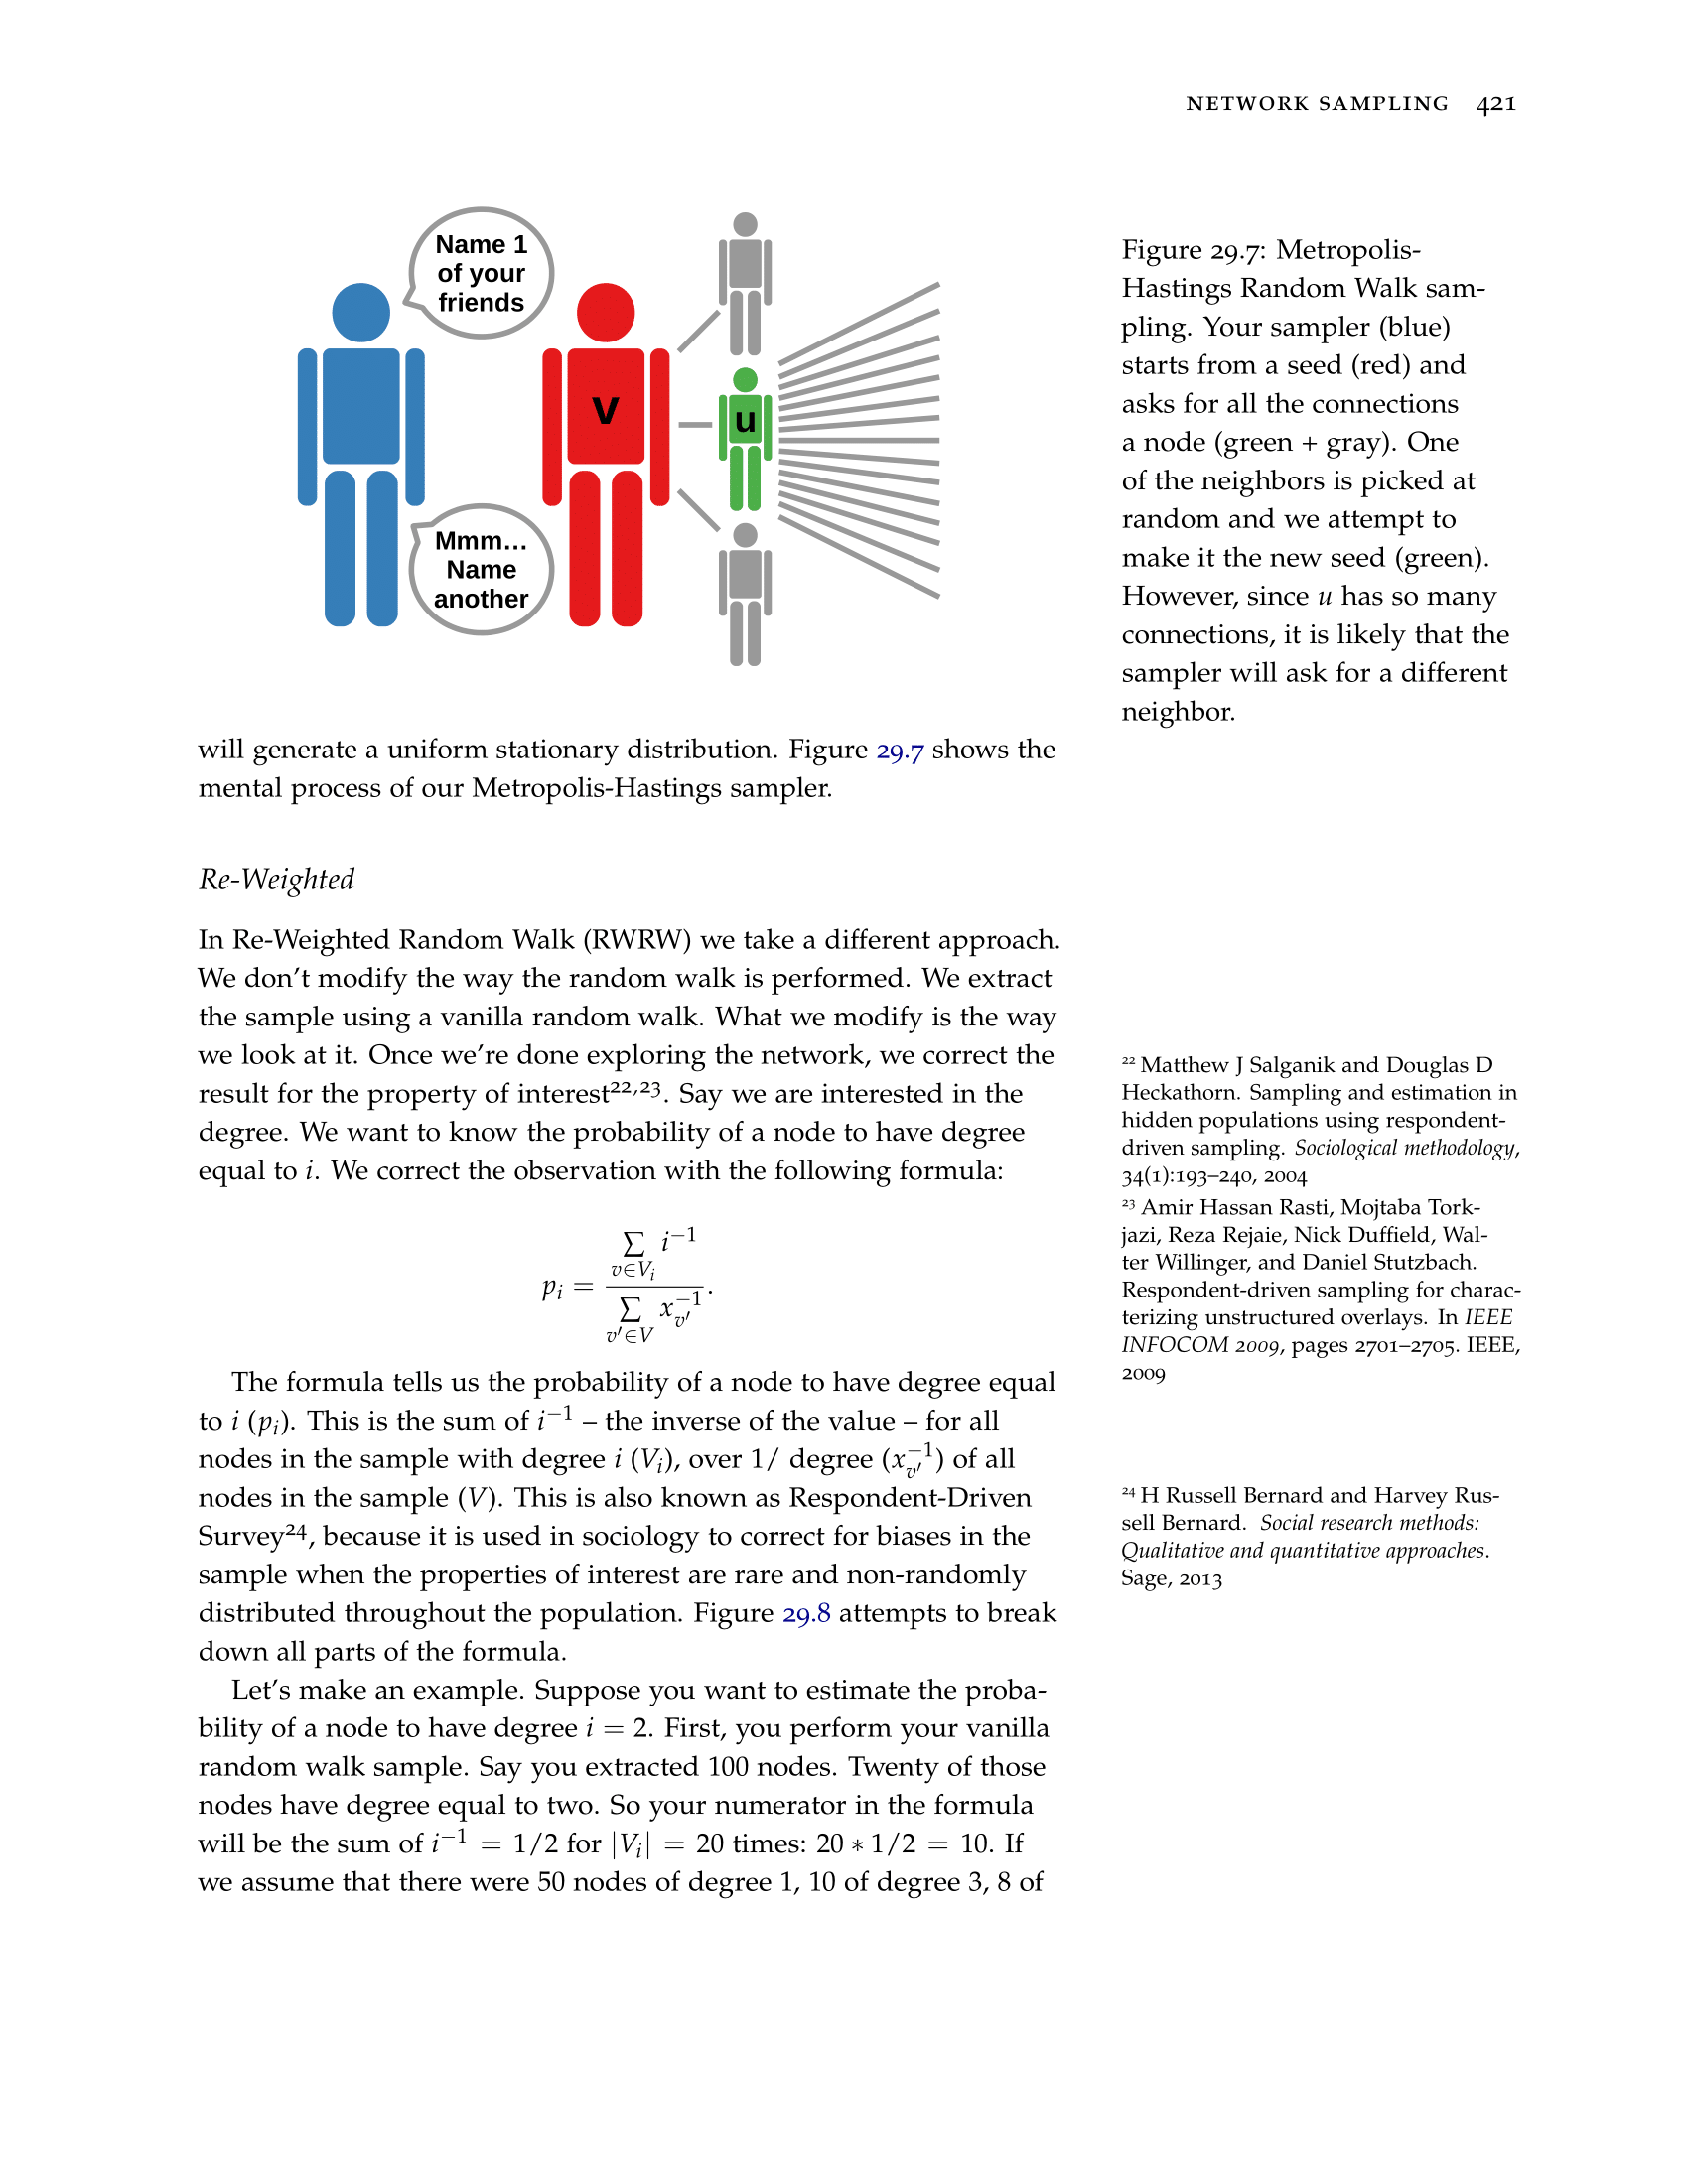 NETWORK SAMPLING 421
Name 1
of your
friends
v
u
Mmm...
Name
another
Figure 29.7: Metropolis-
Hastings Random Walk sam-
pling. Your sampler (blue)
starts from a seed (red) and
asks for all the connections
a node (green + gray). One
of the neighbors is picked at
random and we attempt to
make it the new seed (green).
However, since u has so many
connections, it is likely that the
sampler will ask for a different
neighbor.
will generate a uniform stationary distribution. Figure 29.7 shows the
mental process of our Metropolis-Hastings sampler.
Re-Weighted
In Re-Weighted Random Walk (RWRW) we take a different approach.
We don't modify the way the random walk is performed. We extract
the sample using a vanilla random walk. What we modify is the way
we look at it. Once we're done exploring the network, we correct the
result for the property of interest²²,²³. Say we are interested in the
degree. We want to know the probability of a node to have degree
equal to i. We correct the observation with the following formula:
p_i = \frac{\sum_{v \in V_i} i^{-1}}{\sum_{v' \in V} x_{v'}^{-1}}.
The formula tells us the probability of a node to have degree equal
to i (p_i). This is the sum of i^{-1} – the inverse of the value – for all
nodes in the sample with degree i (V_i), over 1/ degree (x_{v'}^{-1}) of all
nodes in the sample (V). This is also known as Respondent-Driven
Survey²⁴, because it is used in sociology to correct for biases in the
sample when the properties of interest are rare and non-randomly
distributed throughout the population. Figure 29.8 attempts to break
down all parts of the formula.
Let's make an example. Suppose you want to estimate the proba-
bility of a node to have degree i = 2. First, you perform your vanilla
random walk sample. Say you extracted 100 nodes. Twenty of those
nodes have degree equal to two. So your numerator in the formula
will be the sum of i^{-1} = 1/2 for |V_i| = 20 times: 20 * 1/2 = 10. If
we assume that there were 50 nodes of degree 1, 10 of degree 3, 8 of
²² Matthew J Salganik and Douglas D
Heckathorn. Sampling and estimation in
hidden populations using respondent-
driven sampling. Sociological methodology,
34(1):193–240, 2004
²³ Amir Hassan Rasti, Mojtaba Tork-
jazi, Reza Rejaie, Nick Duffield, Wal-
ter Willinger, and Daniel Stutzbach.
Respondent-driven sampling for charac-
terizing unstructured overlays. In IEEE
INFOCOM 2009, pages 2701–2705. IEEE,
2009
²⁴ H Russell Bernard and Harvey Rus-
sell Bernard. Social research methods:
Qualitative and quantitative approaches.
Sage, 2013